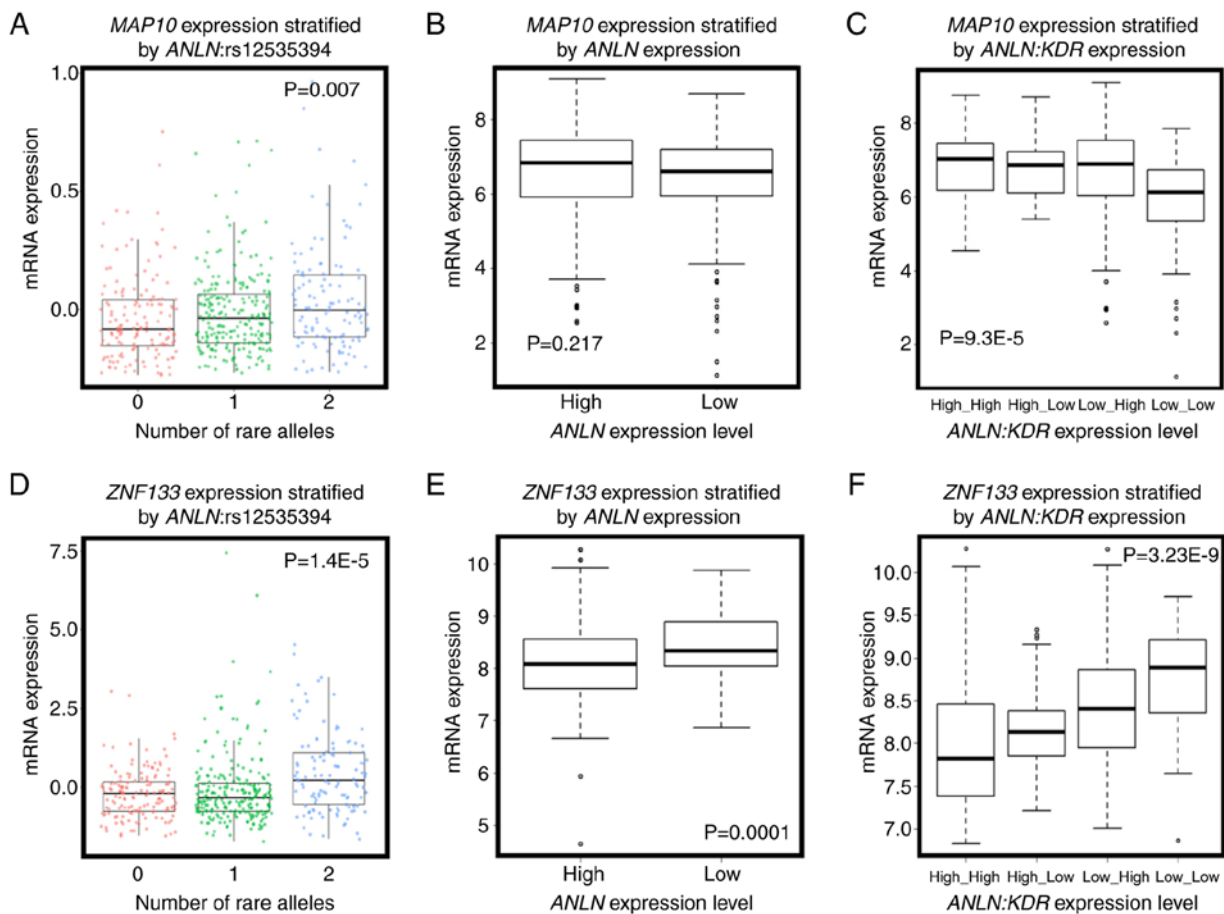 A
MAP10 expression stratified
by ANLN:rs12535394
P=0.007
1.0
0.5
0.0
mRNA expression
0 1 2
Number of rare alleles
B
MAP10 expression stratified
by ANLN expression
8
6
4
2
mRNA expression
P=0.217
High Low
ANLN expression level
C
MAP10 expression stratified
by ANLN:KDR expression
8
6
4
2
mRNA expression
P=9.3E-5
High_High High_Low Low_High Low_Low
ANLN:KDR expression level
D
ZNF133 expression stratified
by ANLN:rs12535394
P=1.4E-5
7.5
5.0
2.5
0.0
mRNA expression
0 1 2
Number of rare alleles
E
ZNF133 expression stratified
by ANLN expression
10
9
8
7
6
5
mRNA expression
P=0.0001
High Low
ANLN expression level
F
ZNF133 expression stratified
by ANLN:KDR expression
P=3.23E-9
10.0
9.5
9.0
8.5
8.0
7.5
7.0
mRNA expression
High_High High_Low Low_High Low_Low
ANLN:KDR expression level